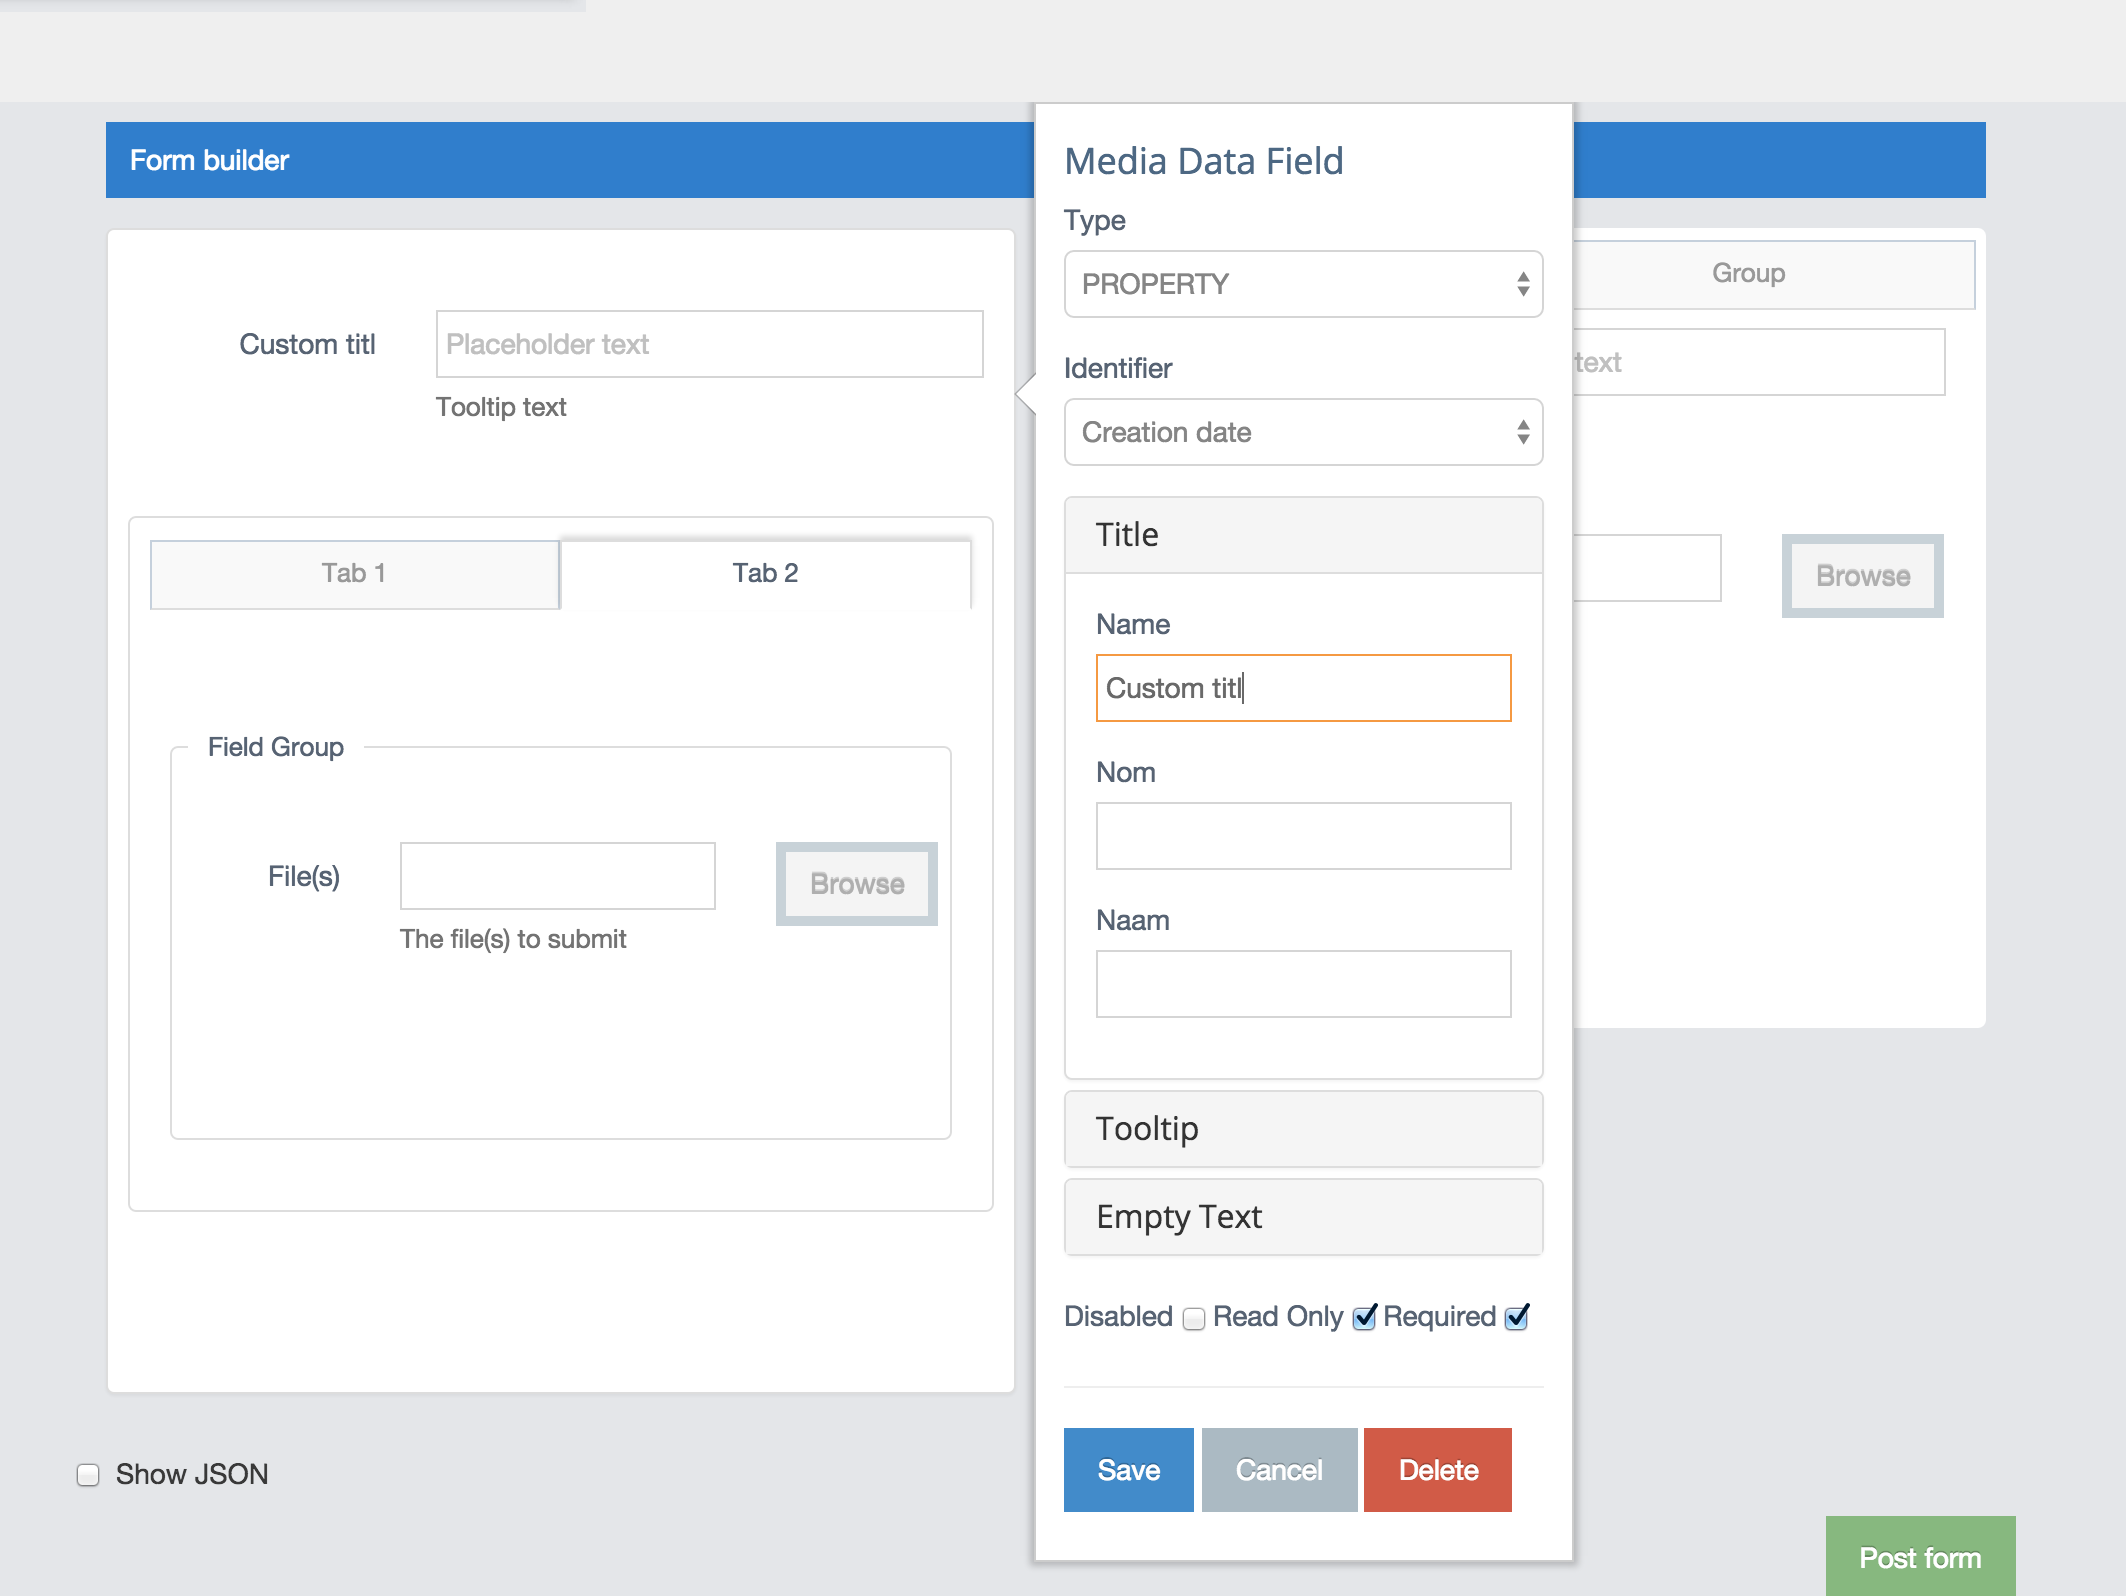 Form builder
Custom titl
Placeholder text
Tooltip text
Tab 1
Tab 2
Field Group
File(s)
Browse
The file(s) to submit
Show JSON
Media Data Field
Type
PROPERTY
Identifier
Creation date
Title
Name
Custom titl
Nom
Naam
Tooltip
Empty Text
Disabled Read Only Required
Save Cancel Delete
Group
text
Browse
Post form